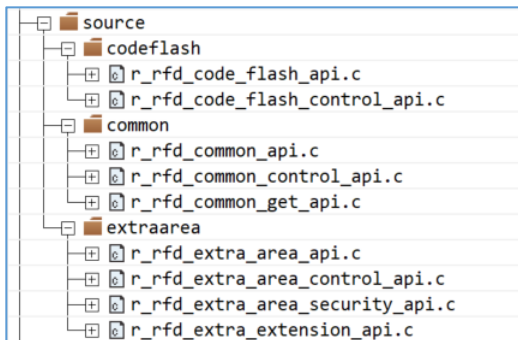 source
codeflash
r_rfd_code_flash_api.c
r_rfd_code_flash_control_api.c
common
r_rfd_common_api.c
r_rfd_common_control_api.c
r_rfd_common_get_api.c
extraarea
r_rfd_extra_area_api.c
r_rfd_extra_area_control_api.c
r_rfd_extra_area_security_api.c
r_rfd_extra_extension_api.c